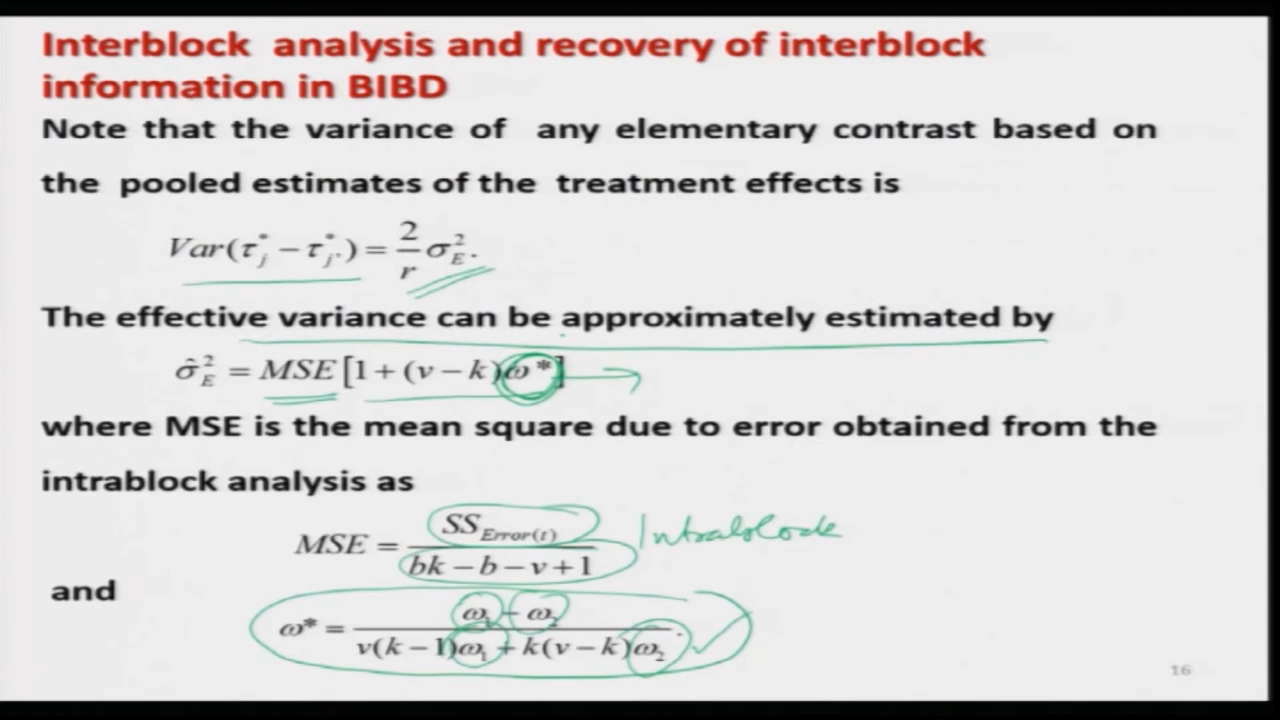 Interblock analysis and recovery of interblock
information in BIBD
Note that the variance of any elementary contrast based on
the pooled estimates of the treatment effects is
Var(τ*_j − τ*_j') = 2/r σ²_E.
The effective variance can be approximately estimated by
σ̂²_E = MSE [1 + (v − k)ω*]
where MSE is the mean square due to error obtained from the
intrablock analysis as
MSE = SS_Error(t) / (bk − b − v + 1) Intrablock
and
ω* = (ω₁ − ω₂) / (v(k − 1)ω₁ + k(v − k)ω₂).
16